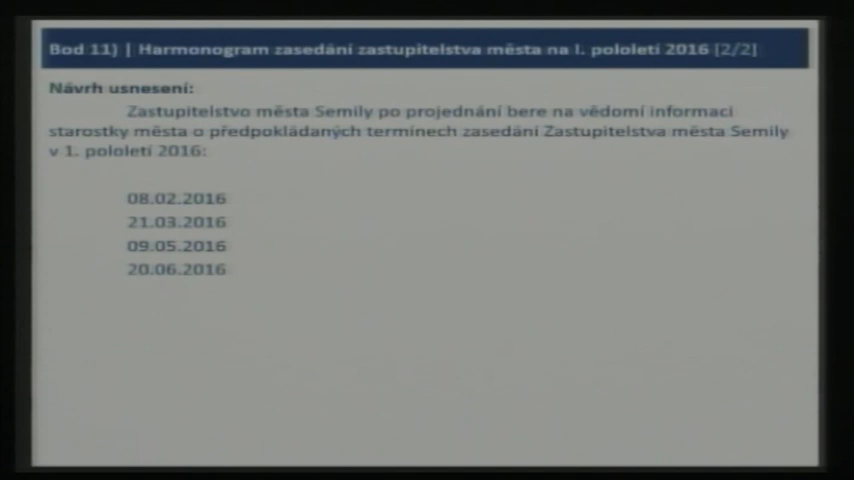 Bod 11) | Harmonogram zasedání zastupitelstva města na I. pololetí 2016 [2/2]
Návrh usnesení:
Zastupitelstvo města Semily po projednání bere na vědomí informaci
starostky města o předpokládaných termínech zasedání Zastupitelstva města Semily
v 1. pololetí 2016:
08.02.2016
21.03.2016
09.05.2016
20.06.2016